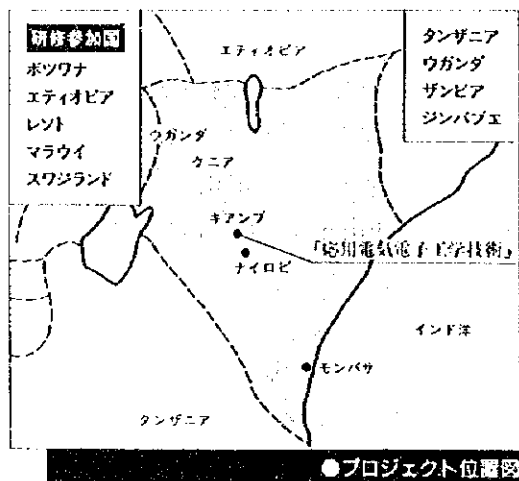 研修参加国
ボツワナ
エティオピア
レソト
マラウイ
スワジランド
タンザニア
ウガンダ
ザンビア
ジンバブエ
エティオピア
ウガンダ
ケニア
キアンブ
「応用電気電子工学技術」
ナイロビ
インド洋
モンバサ
タンザニア
●プロジェクト位置図